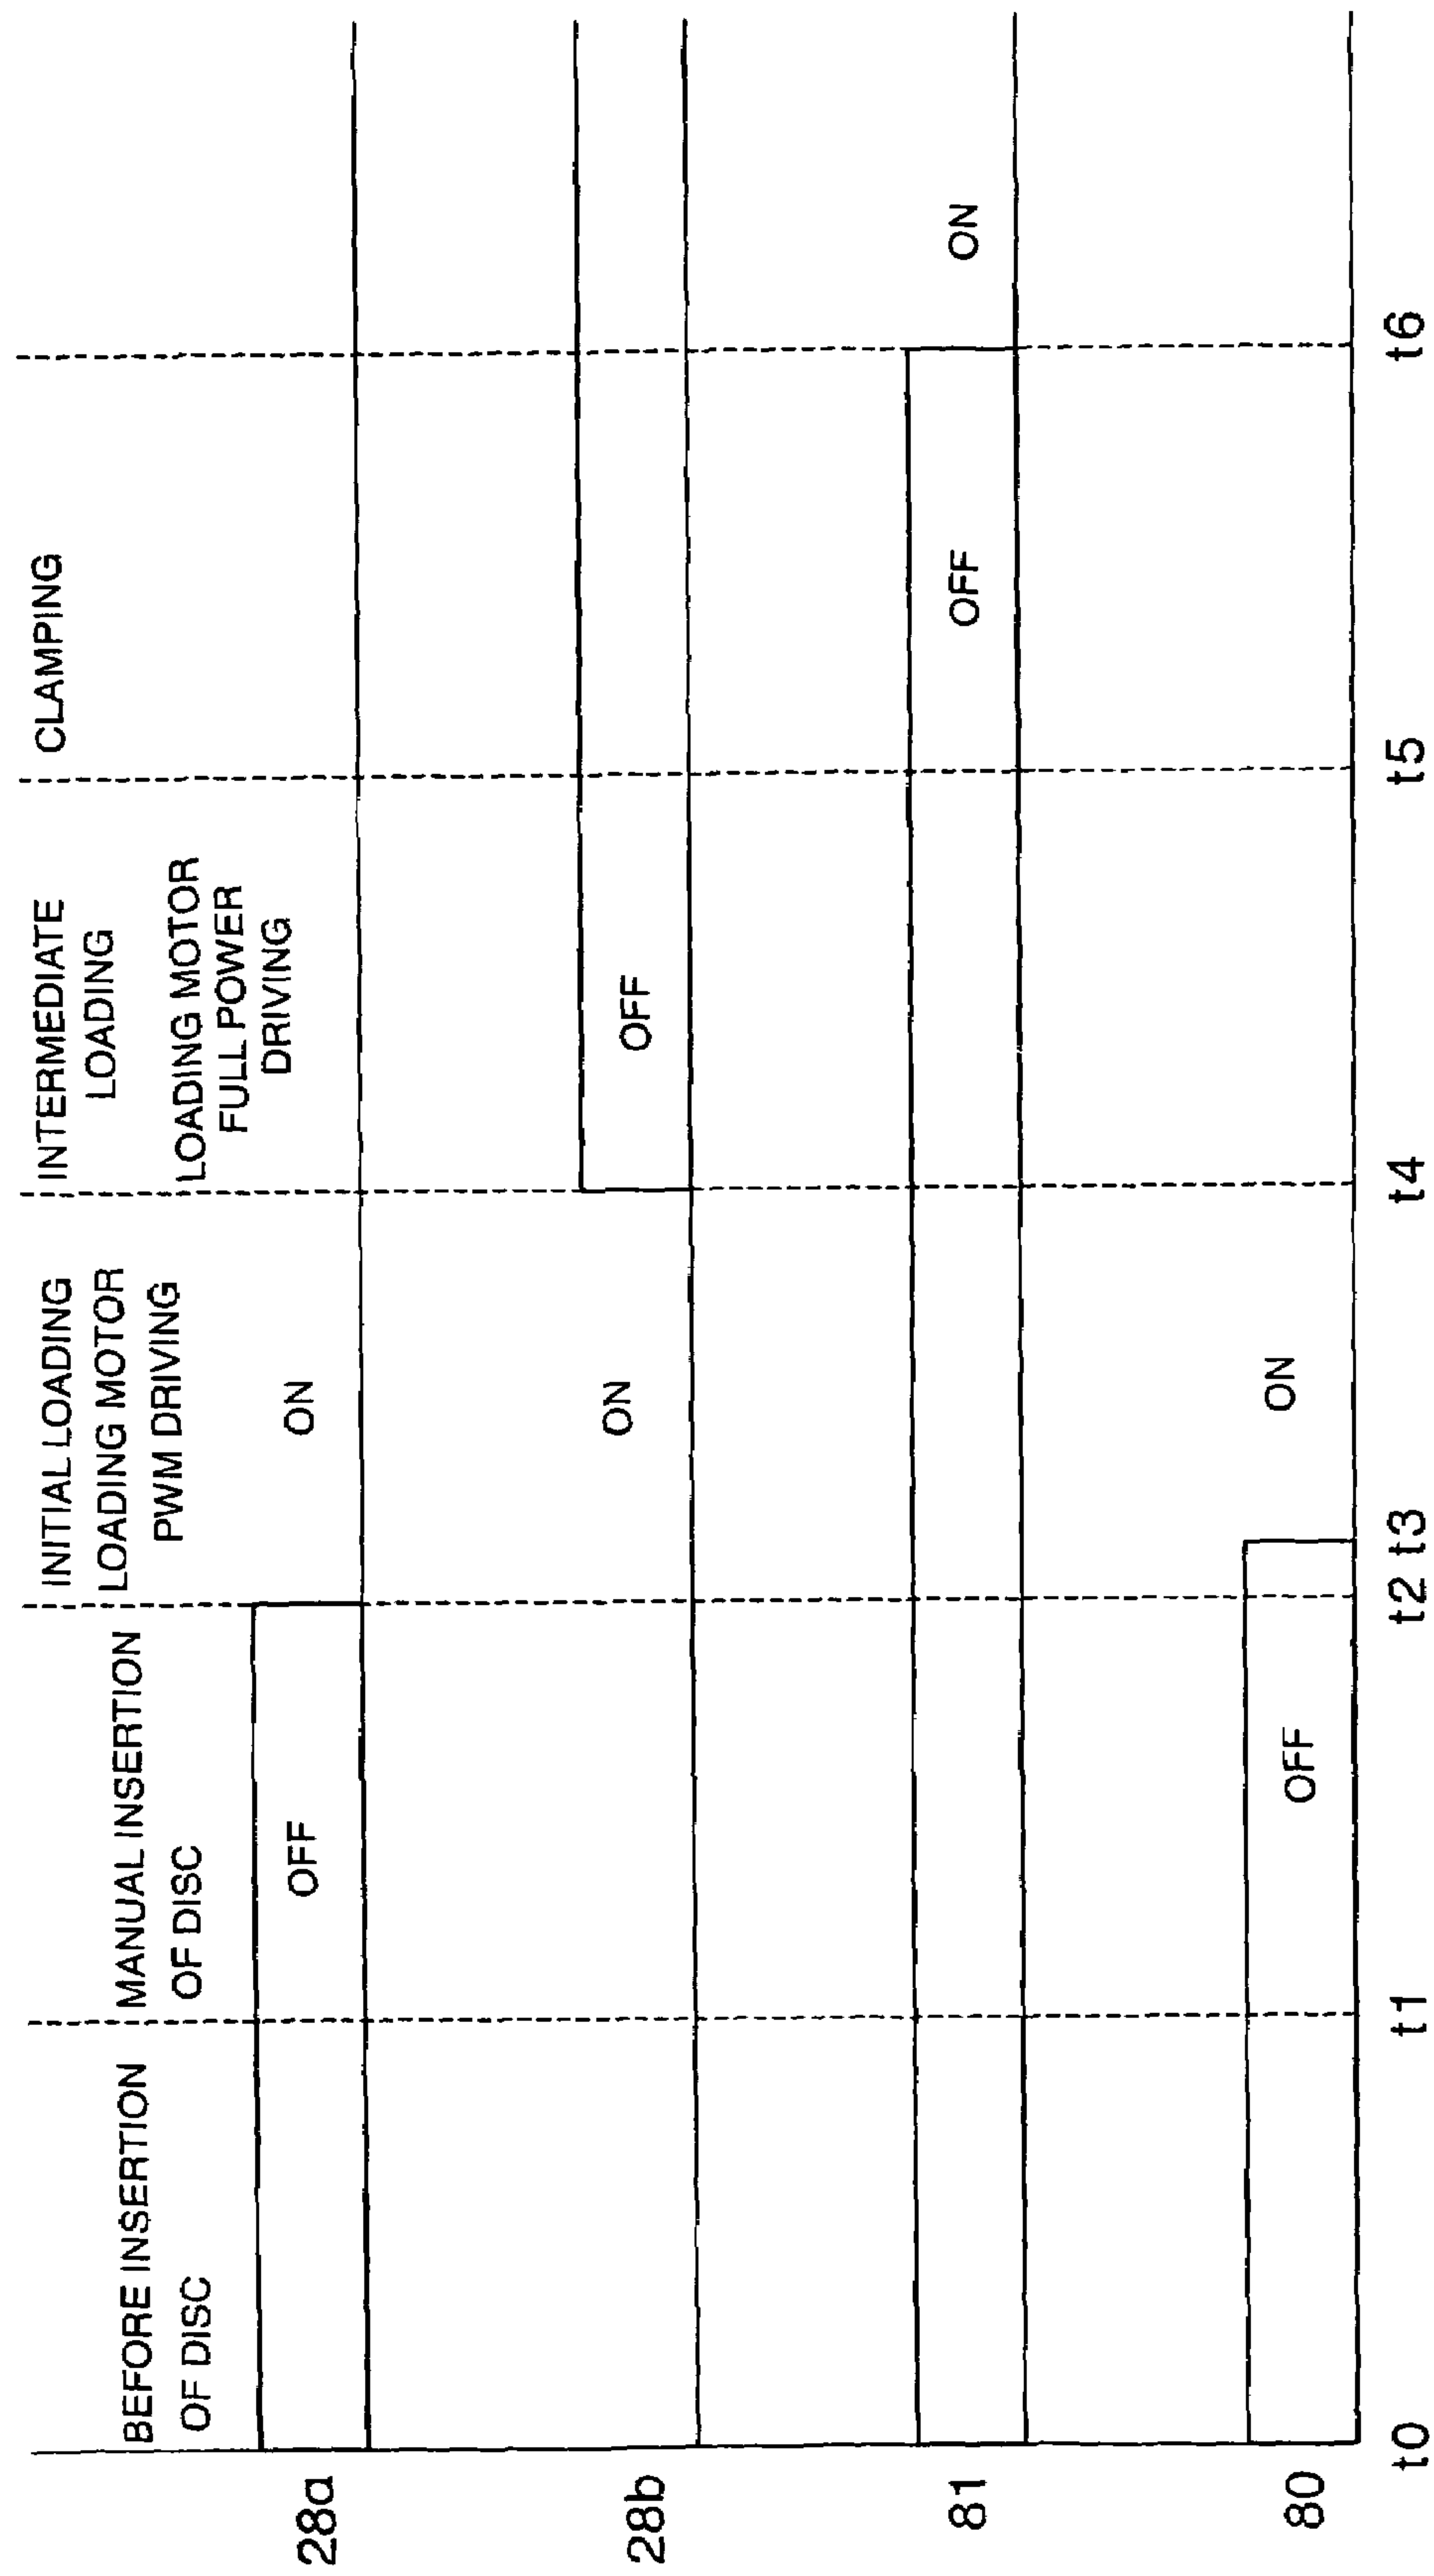 BEFORE INSERTION
OF DISC
MANUAL INSERTION
OF DISC
INITIAL LOADING
LOADING MOTOR
PWM DRIVING
INTERMEDIATE
LOADING
LOADING MOTOR
FULL POWER
DRIVING
CLAMPING
28a
OFF
ON
28b
ON
OFF
81
OFF
ON
80
OFF
ON
t0
t1
t2
t3
t4
t5
t6